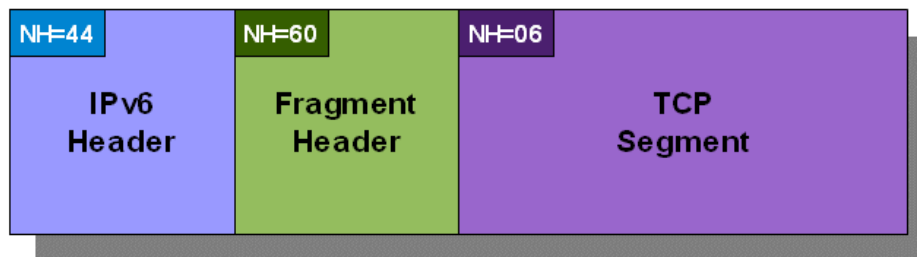 NH=44
NH=60
NH=06
IPv6
Header
Fragment
Header
TCP
Segment